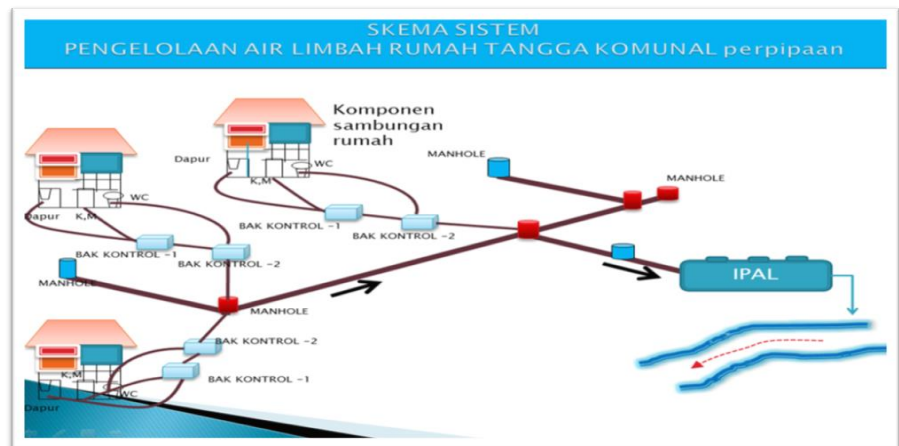 SKEMA SISTEM
PENGELOLAAN AIR LIMBAH RUMAH TANGGA KOMUNAL perpipaan
Komponen
sambungan
rumah
Dapur
WC
K,M
BAK KONTROL -1
BAK KONTROL -2
MANHOLE
MANHOLE
WC
Dapur
K,M
BAK KONTROL -1
BAK KONTROL -2
MANHOLE
MANHOLE
IPAL
BAK KONTROL -2
BAK KONTROL -1
K,M
WC
Dapur